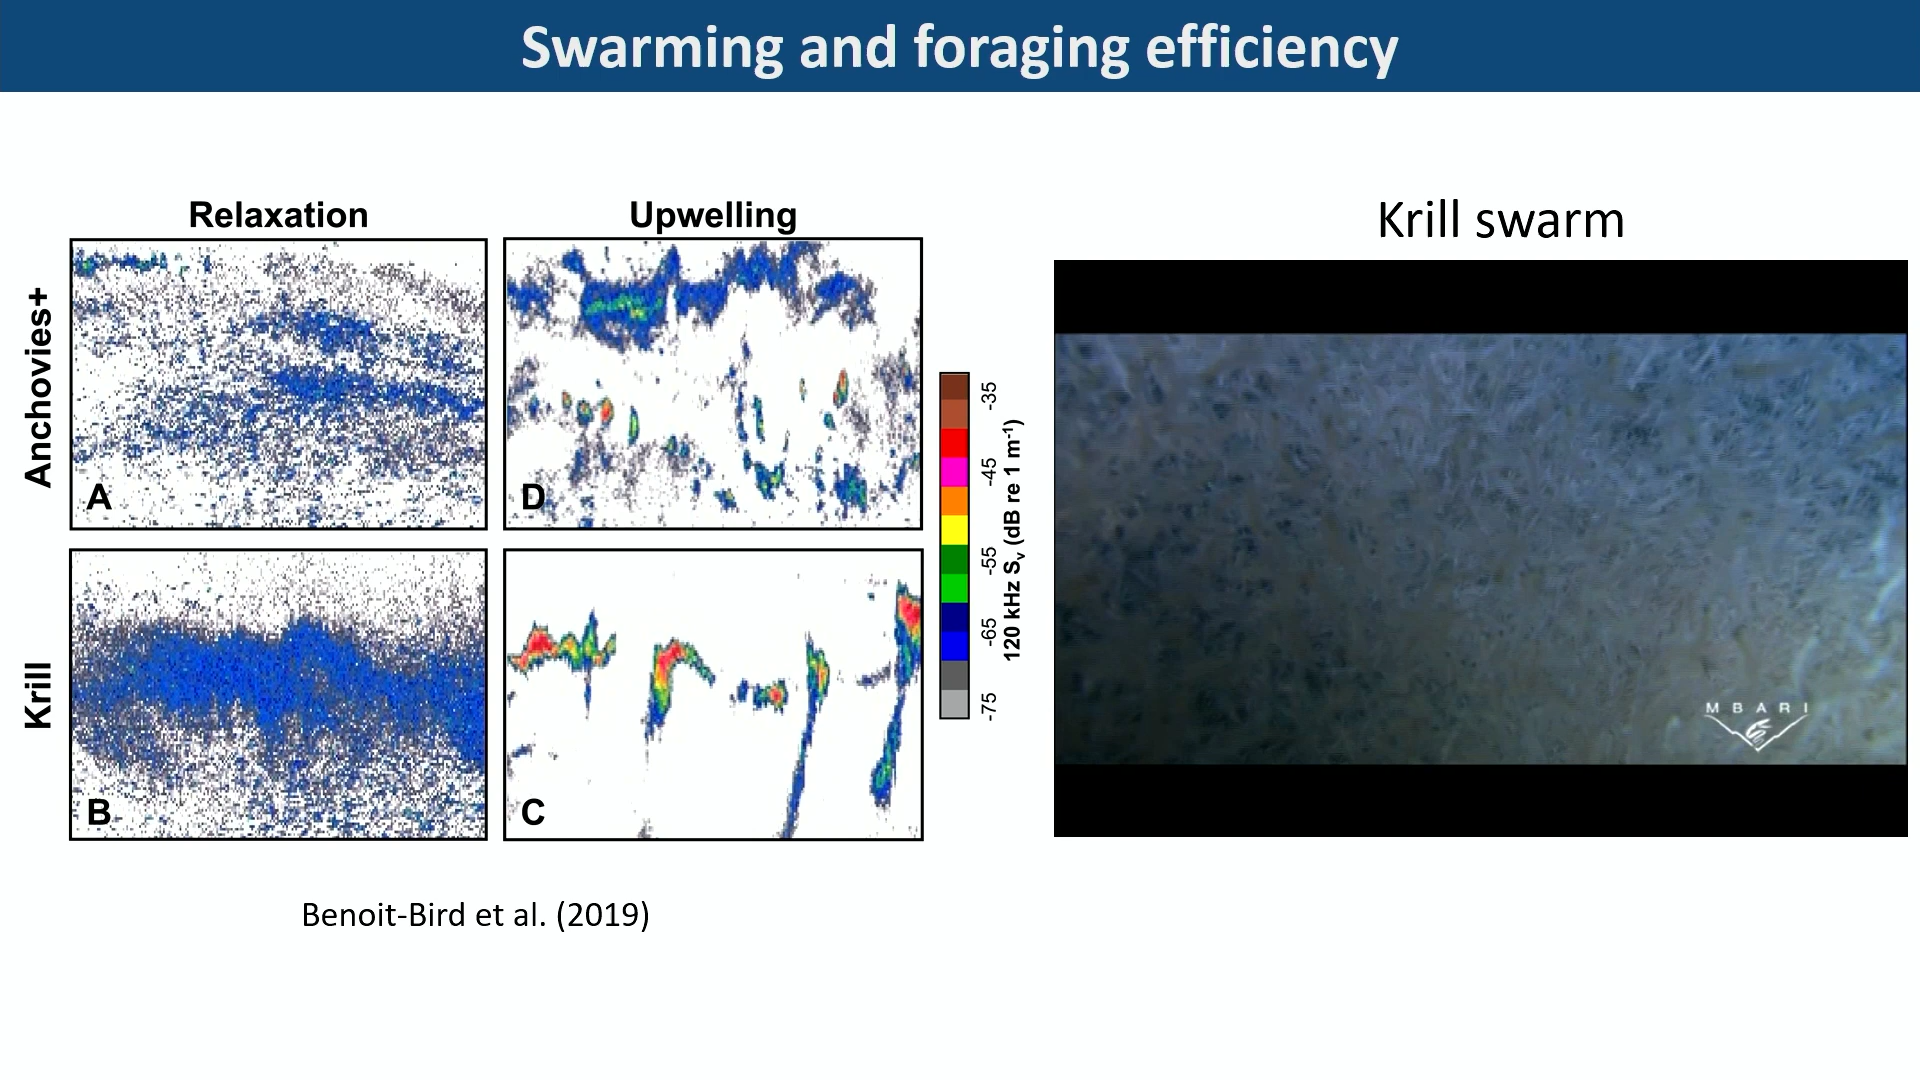 Swarming and foraging efficiency
Relaxation
Upwelling
Anchovies+
Krill
A
D
B
C
-35
-45
-55
-65
-75
120 kHz Sv (dB re 1 m-1)
Benoit-Bird et al. (2019)
Krill swarm
MBARI